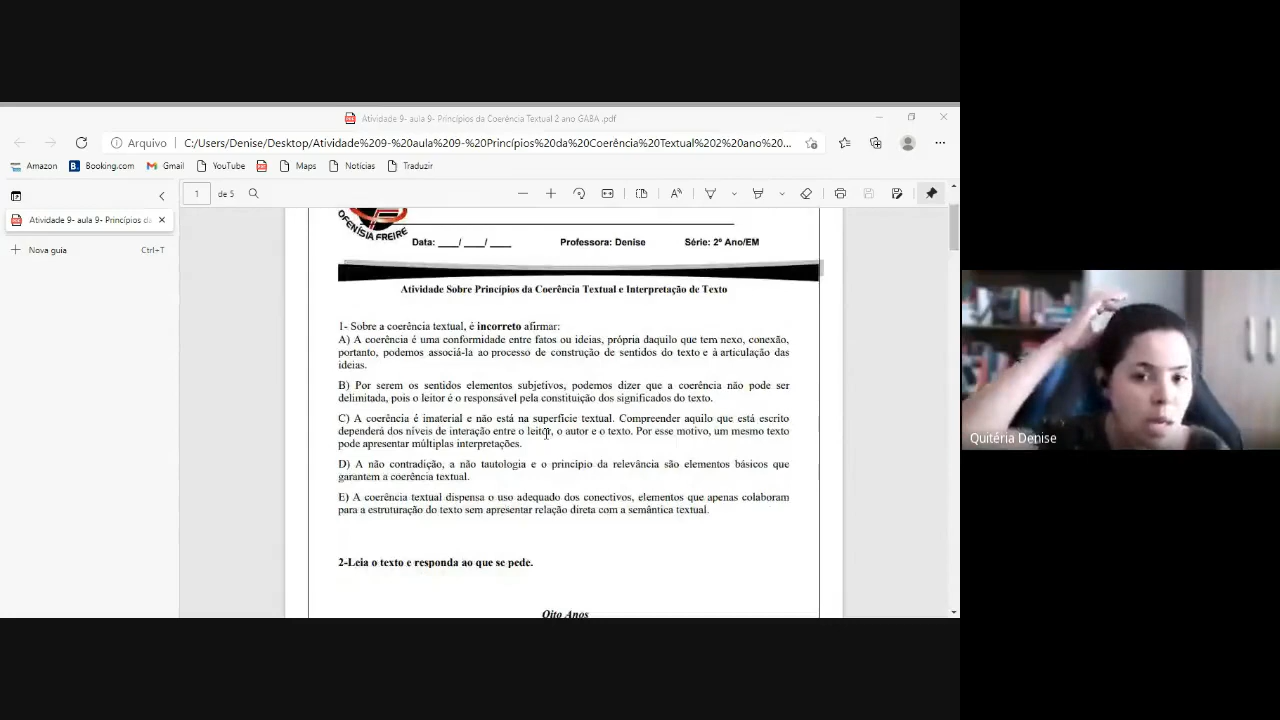 Atividade 9- aula 9- Princípios da Coerência Textual 2 ano GABA .pdf
Arquivo C:/Users/Denise/Desktop/Atividade%209-%20aula%209-%20Princípios%20da%20Coerência%20Textual%202%20ano%20...
Amazon Booking.com Gmail YouTube Maps Notícias Traduzir
1 de 5
Atividade 9- aula 9- Princípios da
Nova guia Ctrl+T
OFENÍSIA FREIRE
Data: ___/ ___/ ___ Professora: Denise Série: 2º Ano/EM
Atividade Sobre Princípios da Coerência Textual e Interpretação de Texto
1- Sobre a coerência textual, é incorreto afirmar:
A) A coerência é uma conformidade entre fatos ou ideias, própria daquilo que tem nexo, conexão,
portanto, podemos associá-la ao processo de construção de sentidos do texto e à articulação das
ideias.
B) Por serem os sentidos elementos subjetivos, podemos dizer que a coerência não pode ser
delimitada, pois o leitor é o responsável pela constituição dos significados do texto.
C) A coerência é imaterial e não está na superfície textual. Compreender aquilo que está escrito
dependerá dos níveis de interação entre o leitor, o autor e o texto. Por esse motivo, um mesmo texto
pode apresentar múltiplas interpretações.
D) A não contradição, a não tautologia e o princípio da relevância são elementos básicos que
garantem a coerência textual.
E) A coerência textual dispensa o uso adequado dos conectivos, elementos que apenas colaboram
para a estruturação do texto sem apresentar relação direta com a semântica textual.
2-Leia o texto e responda ao que se pede.
Oito Anos
Quitéria Denise